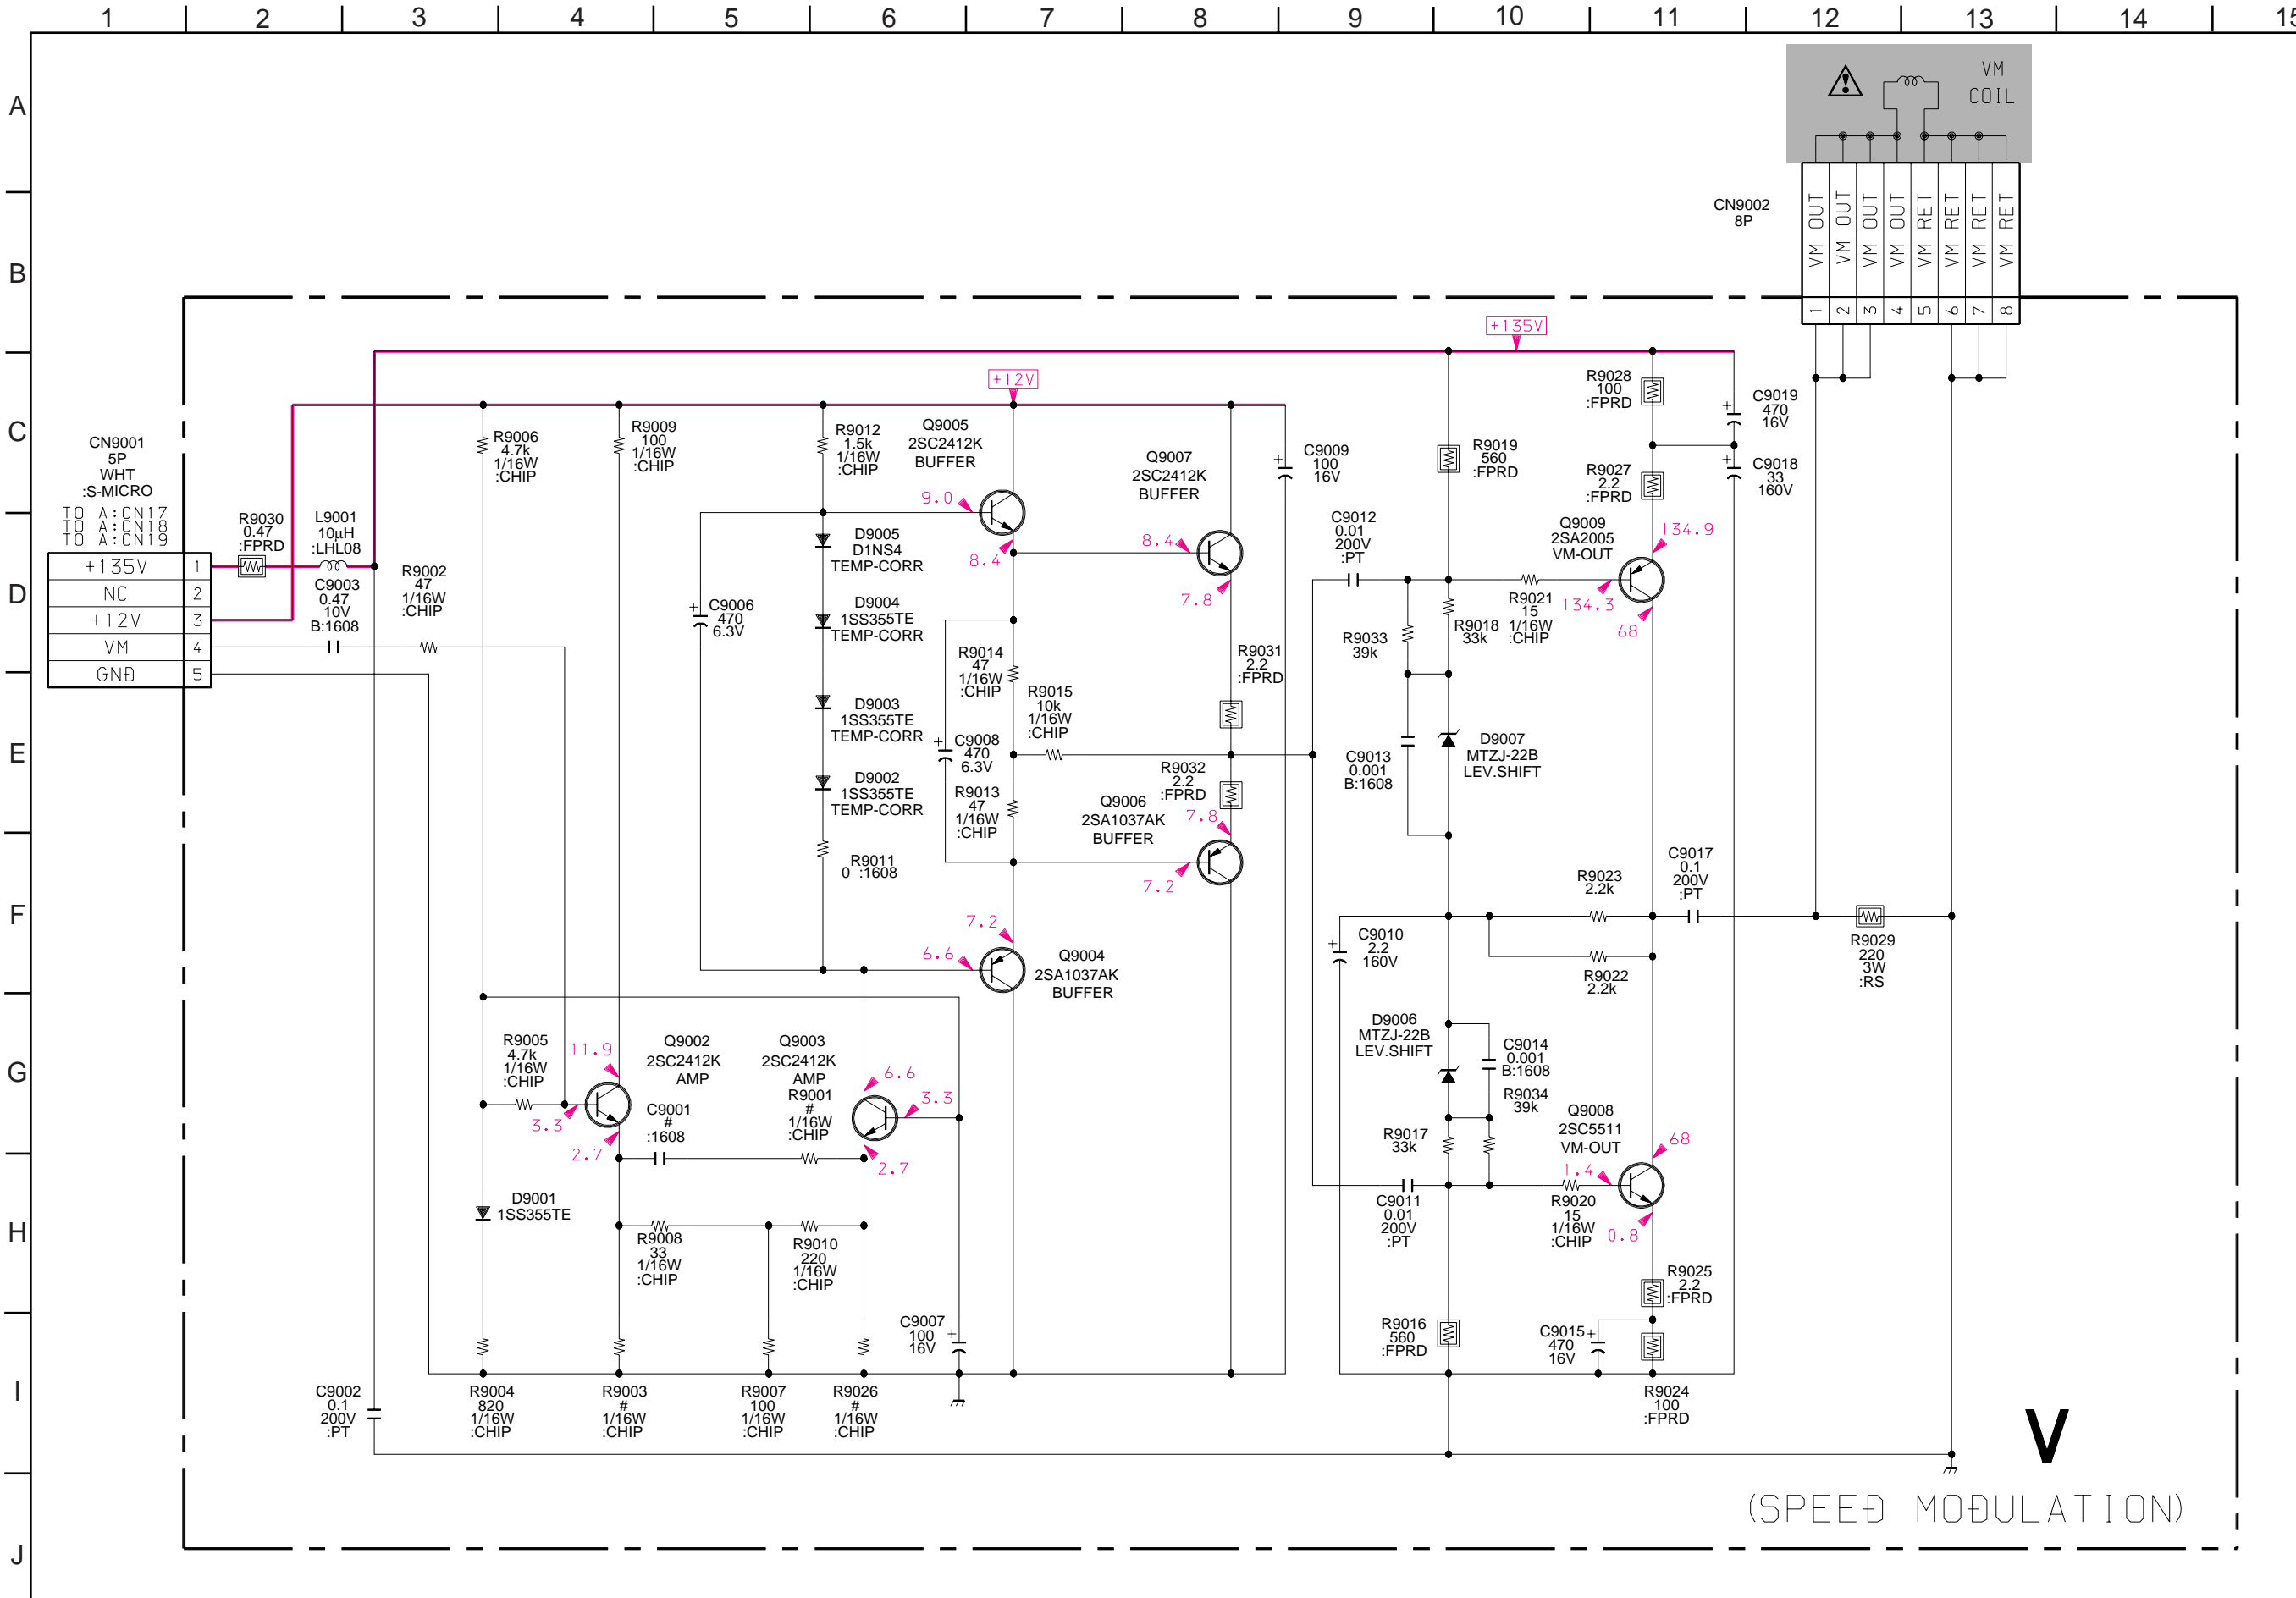 1 2 3 4 5 6 7 8 9 10 11 12 13 14 15
A
B
C
D
E
F
G
H
I
J
VM
COIL
CN9002
8P
VM OUT
VM OUT
VM OUT
VM OUT
VM RET
VM RET
VM RET
VM RET
1 2 3 4 5 6 7 8
+135V
+12V
CN9001
5P
WHT
:S-MICRO
TO A:CN17
TO A:CN18
TO A:CN19
+135V 1
NC 2
+12V 3
VM 4
GND 5
R9030
0.47
:FPRD
L9001
10µH
:LHL08
C9003
0.47
10V
B:1608
R9002
47
1/16W
:CHIP
R9006
4.7k
1/16W
:CHIP
R9009
100
1/16W
:CHIP
R9012
1.5k
1/16W
:CHIP
Q9005
2SC2412K
BUFFER
9.0
8.4
Q9007
2SC2412K
BUFFER
8.4
7.8
C9009
100
16V
C9012
0.01
200V
:PT
R9019
560
:FPRD
R9028
100
:FPRD
R9027
2.2
:FPRD
C9019
470
16V
C9018
33
160V
Q9009
2SA2005
VM-OUT
134.9
134.3
68
R9021
15
1/16W
:CHIP
R9018
33k
R9033
39k
D9005
D1NS4
TEMP-CORR
D9004
1SS355TE
TEMP-CORR
D9003
1SS355TE
TEMP-CORR
D9002
1SS355TE
TEMP-CORR
C9006
470
6.3V
R9014
47
1/16W
:CHIP
R9015
10k
1/16W
:CHIP
R9031
2.2
:FPRD
C9008
470
6.3V
R9013
47
1/16W
:CHIP
R9032
2.2
:FPRD
Q9006
2SA1037AK
BUFFER
7.8
7.2
C9013
0.001
B:1608
D9007
MTZJ-22B
LEV.SHIFT
R9011
0 :1608
7.2
6.6
Q9004
2SA1037AK
BUFFER
C9010
2.2
160V
R9023
2.2k
R9022
2.2k
C9017
0.1
200V
:PT
R9029
220
3W
:RS
R9005
4.7k
1/16W
:CHIP
11.9
3.3
2.7
Q9002
2SC2412K
AMP
Q9003
2SC2412K
AMP
6.6
3.3
2.7
C9001
#
:1608
R9001
#
1/16W
:CHIP
D9006
MTZJ-22B
LEV.SHIFT
C9014
0.001
B:1608
R9034
39k
R9017
33k
Q9008
2SC5511
VM-OUT
68
1.4
0.8
C9011
0.01
200V
:PT
R9020
15
1/16W
:CHIP
D9001
1SS355TE
R9008
33
1/16W
:CHIP
R9010
220
1/16W
:CHIP
C9007
100
16V
R9016
560
:FPRD
C9015
470
16V
R9025
2.2
:FPRD
R9024
100
:FPRD
C9002
0.1
200V
:PT
R9004
820
1/16W
:CHIP
R9003
#
1/16W
:CHIP
R9007
100
1/16W
:CHIP
R9026
#
1/16W
:CHIP
V
(SPEED MODULATION)